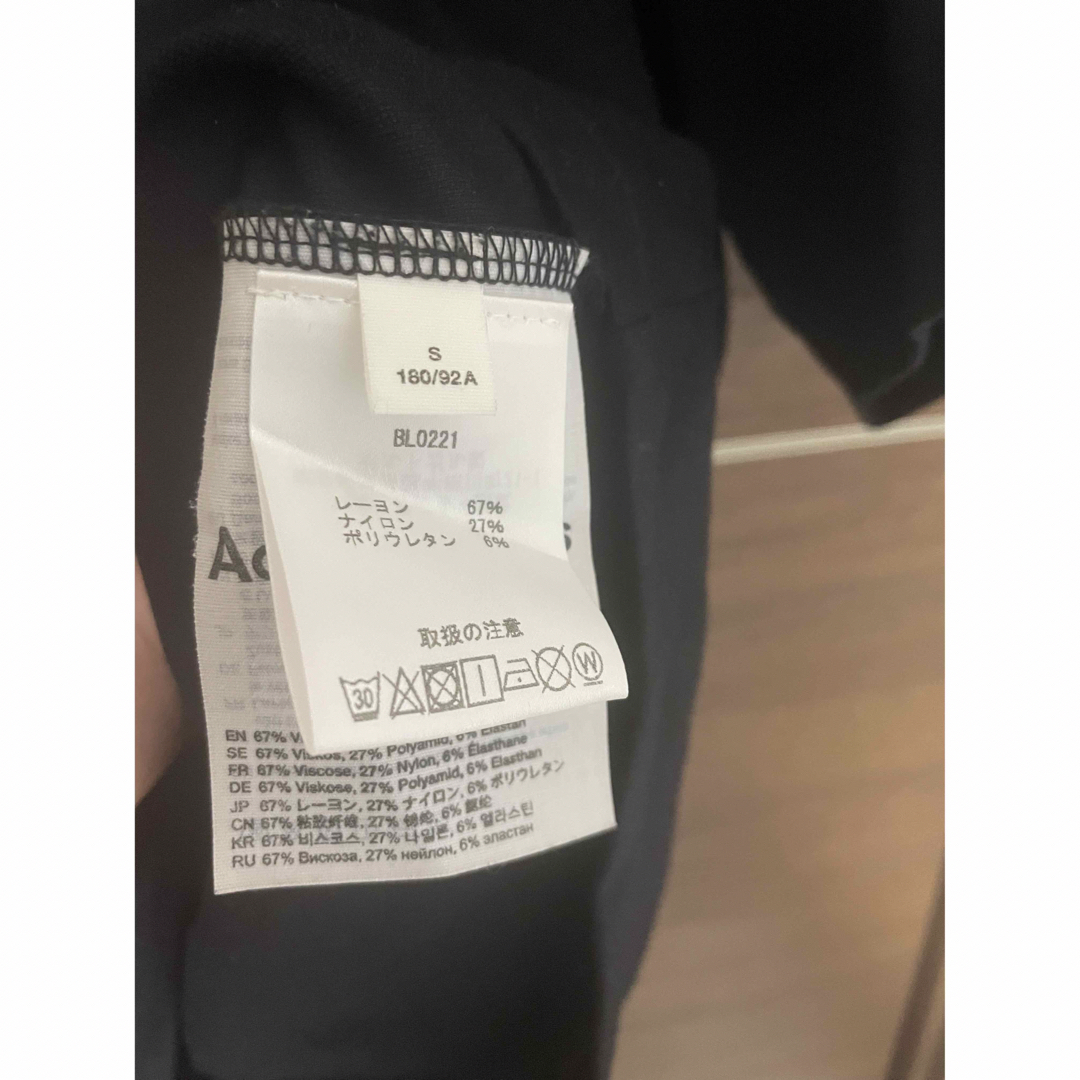 S
180/92A
BL0221
レーヨン 67%
ナイロン 27%
ポリウレタン 6%
取扱の注意
30
W
EN 67% 27% Polyamid, 6% Elastan
SE 67% Viskos, 27% Polyamid, 6% Elasthane
FR 67% Viscose, 27% Nylon, 6% Élasthane
DE 67% Viskose, 27% Polyamid, 6% Elasthan
JP 67% レーヨン, 27% ナイロン, 6% ポリウレタン
CN 67% 粘胶纤维, 27% 锦纶, 6% 氨纶
KR 67% 비스코스, 27% 나일론, 6% 엘라스틴
RU 67% Вискоза, 27% нейлон, 6% эластан